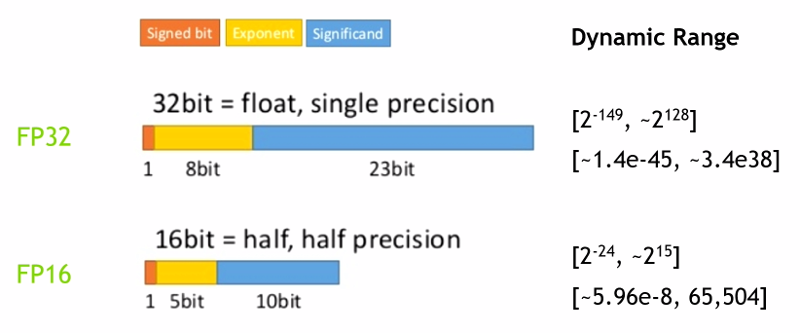 Signed bit Exponent Significand
Dynamic Range
32bit = float, single precision
FP32
1 8bit 23bit
[2^-149, ~2^128]
[~1.4e-45, ~3.4e38]
16bit = half, half precision
FP16
1 5bit 10bit
[2^-24, ~2^15]
[~5.96e-8, 65,504]